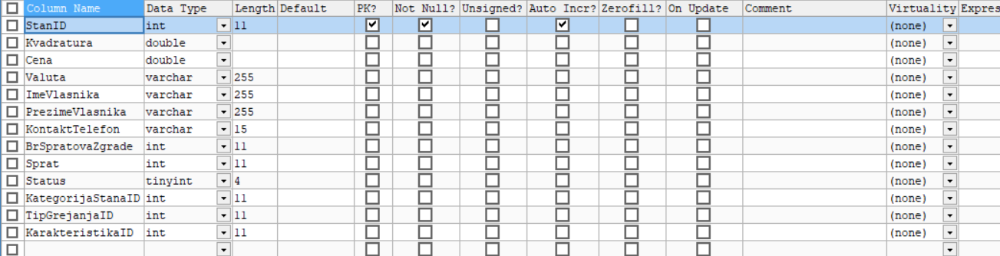 Column Name Data Type Length Default PK? Not Null? Unsigned? Auto Incr? Zerofill? On Update Comment Virtuality Expres
StanID int 11 (none)
Kvadratura double (none)
Cena double (none)
Valuta varchar 255 (none)
ImeVlasnika varchar 255 (none)
PrezimeVlasnika varchar 255 (none)
KontaktTelefon varchar 15 (none)
BrSpratovaZgrade int 11 (none)
Sprat int 11 (none)
Status tinyint 4 (none)
KategorijaStanaID int 11 (none)
TipGrejanjaID int 11 (none)
KarakteristikaID int 11 (none)